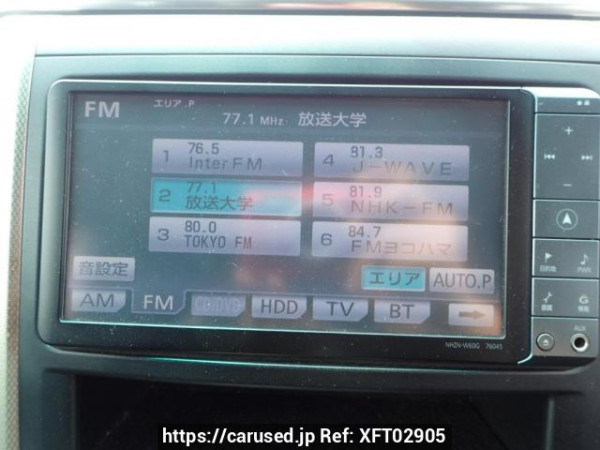 FM
エリア.P
77.1 MHz 放送大学
1 76.5 InterFM
4 81.3 J-WAVE
2 77.1 放送大学
5 81.9 NHK-FM
3 80.0 TOKYO FM
6 84.7 FMヨコハマ
音設定
エリア
AUTO.P
AM
FM
CD・DVD
HDD
TV
BT
NHZN-W60G 76045
AUX
https://carused.jp Ref: XFT02905